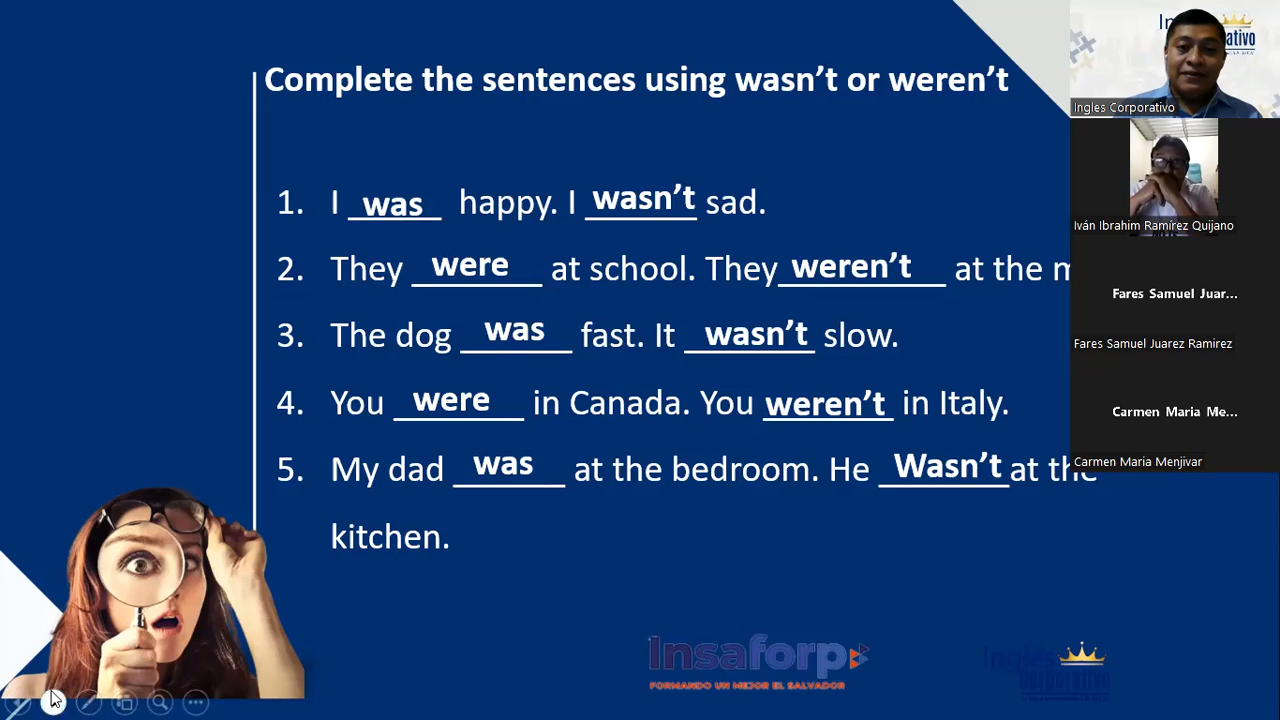 Complete the sentences using wasn't or weren't
1. I was happy. I wasn't sad.
2. They were at school. They weren't at the
3. The dog was fast. It wasn't slow.
4. You were in Canada. You weren't in Italy.
5. My dad was at the bedroom. He Wasn't at the
kitchen.
Ingles Corporativo
Iván Ibrahim Ramírez Quijano
Fares Samuel Juar...
Fares Samuel Juarez Ramirez
Carmen Maria Me...
Carmen Maria Menjivar
Insaforp
FORMANDO UN MEJOR EL SALVADOR
Inglés
Corporativo